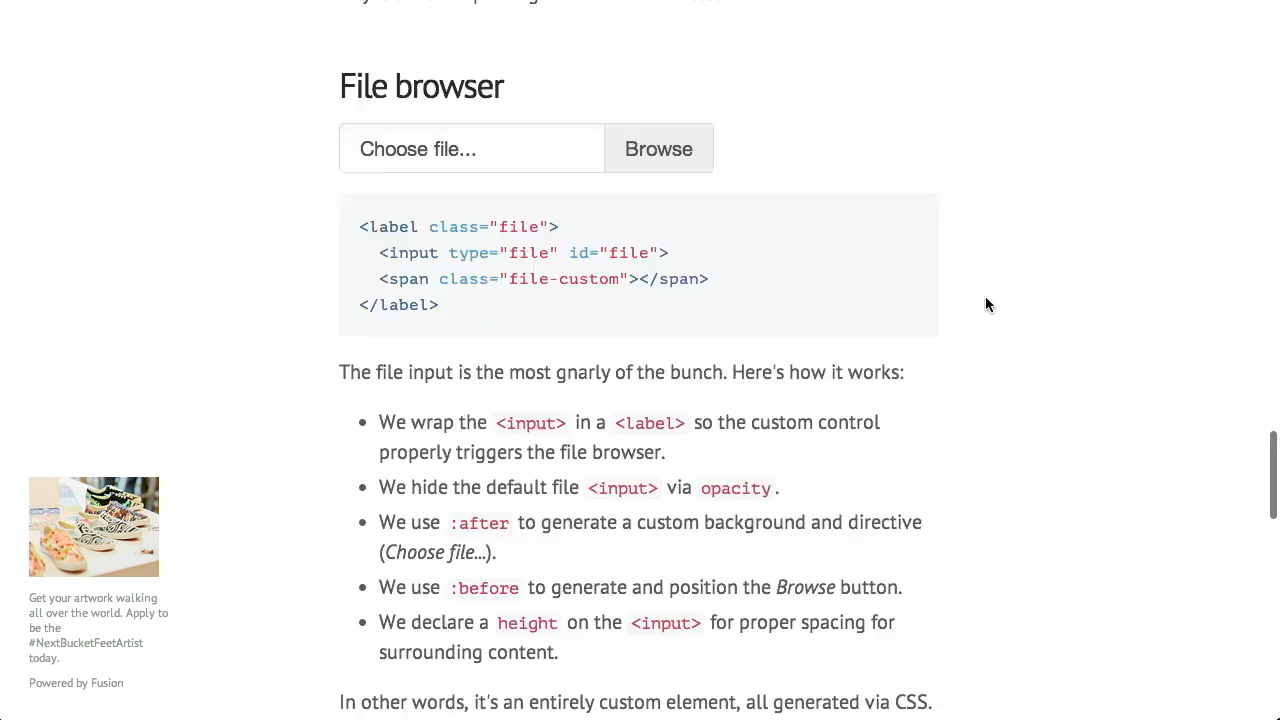 File browser
Choose file...
Browse
<label class="file">
<input type="file" id="file">
<span class="file-custom"></span>
</label>
The file input is the most gnarly of the bunch. Here's how it works:
We wrap the <input> in a <label> so the custom control
properly triggers the file browser.
We hide the default file <input> via opacity.
We use :after to generate a custom background and directive
(Choose file...).
We use :before to generate and position the Browse button.
We declare a height on the <input> for proper spacing for
surrounding content.
In other words, it's an entirely custom element, all generated via CSS.
Get your artwork walking
all over the world. Apply to
be the
#NextBucketFeetArtist
today.
Powered by Fusion